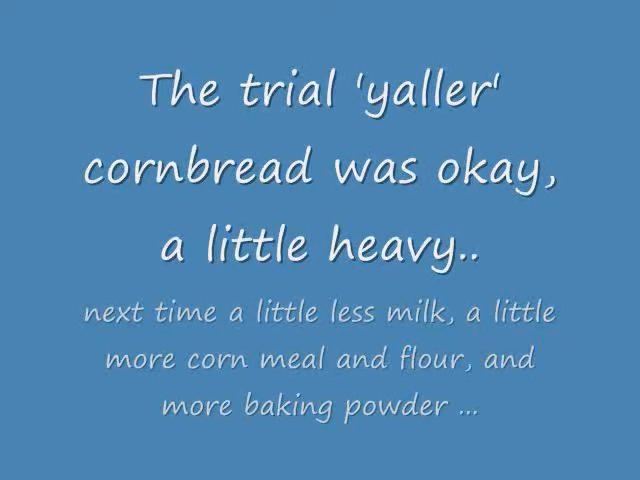 The trial 'yaller'
cornbread was okay,
a little heavy..
next time a little less milk, a little
more corn meal and flour, and
more baking powder ...